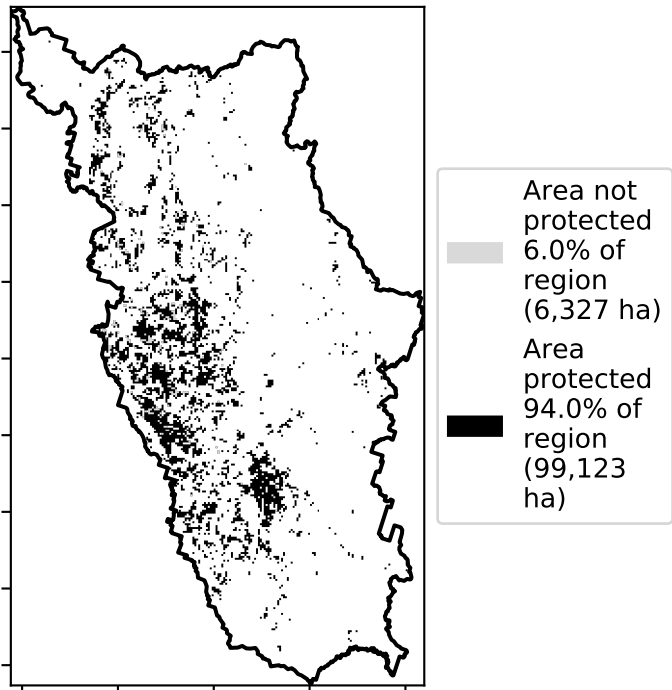 Area not
protected
6.0% of
region
(6,327 ha)
Area
protected
94.0% of
region
(99,123
ha)